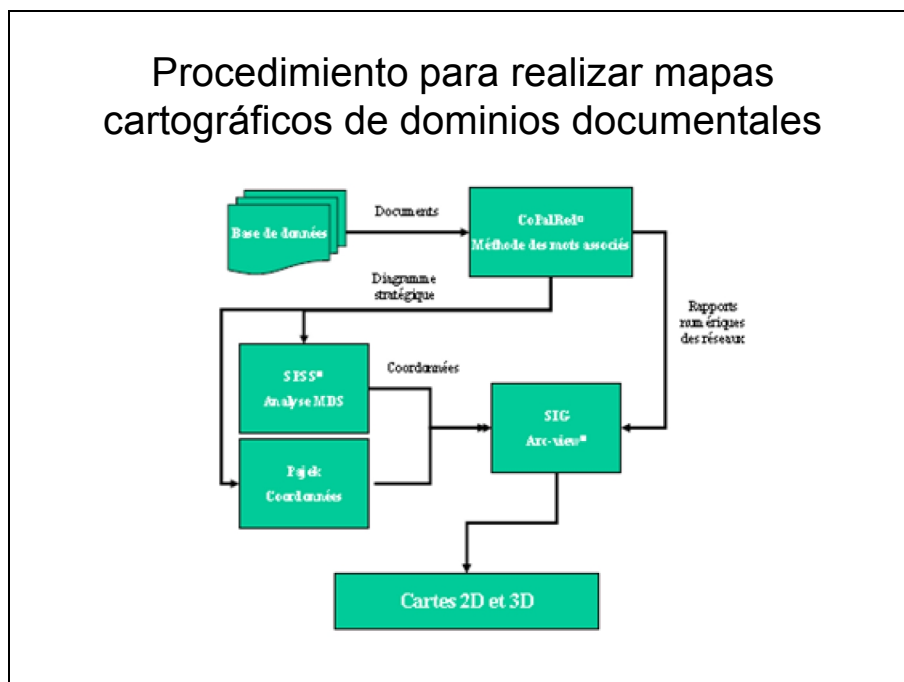 Procedimiento para realizar mapas
cartográficos de dominios documentales
Base de données
Documents
CoPalRed®
Méthode des mots associés
Diagramme
stratégique
Rapports
numériques
des réseaux
SPSS®
Analyse MDS
Coordonnées
SIG
Arc-view®
Pajek
Coordonnées
Cartes 2D et 3D